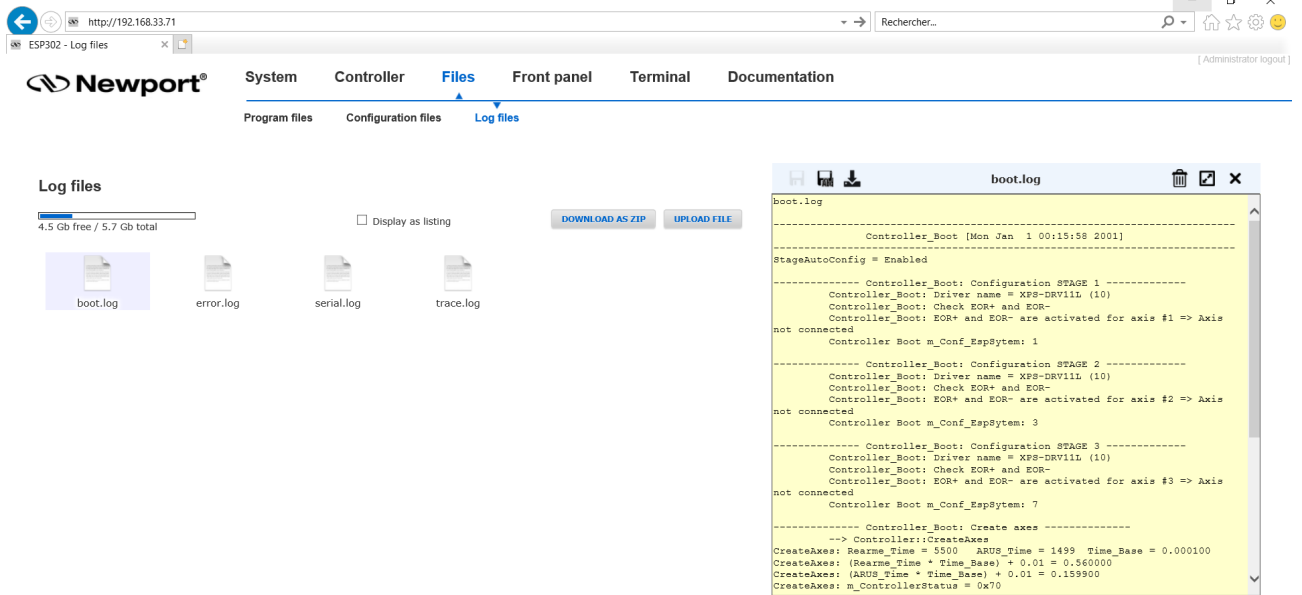 http://192.168.33.71
Rechercher...
ESP302 - Log files
[ Administrator logout ]
Newport®
System Controller Files Front panel Terminal Documentation
Program files Configuration files Log files
Log files
4.5 Gb free / 5.7 Gb total
Display as listing
DOWNLOAD AS ZIP UPLOAD FILE
boot.log error.log serial.log trace.log
boot.log
boot.log
--------------------------------------------------------------------------
Controller_Boot [Mon Jan  1 00:15:58 2001]
--------------------------------------------------------------------------
StageAutoConfig = Enabled
-------------- Controller_Boot: Configuration STAGE 1 -------------
Controller_Boot: Driver name = XPS-DRV11L (10)
Controller_Boot: Check EOR+ and EOR-
Controller_Boot: EOR+ and EOR- are activated for axis #1 => Axis
not connected
Controller Boot m_Conf_EspSytem: 1
-------------- Controller_Boot: Configuration STAGE 2 -------------
Controller_Boot: Driver name = XPS-DRV11L (10)
Controller_Boot: Check EOR+ and EOR-
Controller_Boot: EOR+ and EOR- are activated for axis #2 => Axis
not connected
Controller Boot m_Conf_EspSytem: 3
-------------- Controller_Boot: Configuration STAGE 3 -------------
Controller_Boot: Driver name = XPS-DRV11L (10)
Controller_Boot: Check EOR+ and EOR-
Controller_Boot: EOR+ and EOR- are activated for axis #3 => Axis
not connected
Controller Boot m_Conf_EspSytem: 7
-------------- Controller_Boot: Create axes --------------
--> Controller::CreateAxes
CreateAxes: Rearme_Time = 5500   ARUS_Time = 1499  Time_Base = 0.000100
CreateAxes: (Rearme_Time * Time_Base) + 0.01 = 0.560000
CreateAxes: (ARUS_Time * Time_Base) + 0.01 = 0.159900
CreateAxes: m_ControllerStatus = 0x70